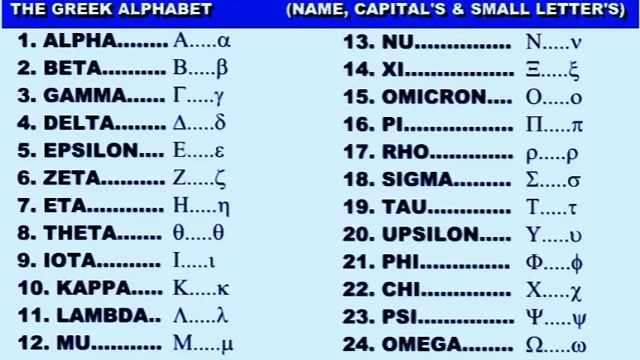 THE GREEK ALPHABET (NAME, CAPITAL'S & SMALL LETTER'S)
1. ALPHA........ Α.....α
2. BETA.......... Β.....β
3. GAMMA...... Γ.....γ
4. DELTA........ Δ.....δ
5. EPSILON.... Ε.....ε
6. ZETA.......... Ζ.....ζ
7. ETA............ Η.....η
8. THETA....... θ.....θ
9. IOTA.......... Ι.....ι
10. KAPPA..... Κ.....κ
11. LAMBDA.. Λ.....λ
12. MU........... Μ.....μ
13. NU............... Ν.....ν
14. XI................. Ξ.....ξ
15. OMICRON.... Ο.....ο
16. PI................. Π.....π
17. RHO............. ρ.....ρ
18. SIGMA......... Σ.....σ
19. TAU............. Τ.....τ
20. UPSILON..... Υ.....υ
21. PHI.............. Φ.....ϕ
22. CHI.............. Χ.....χ
23. PSI.............. Ψ.....ψ
24. OMEGA........ Ω.....ω